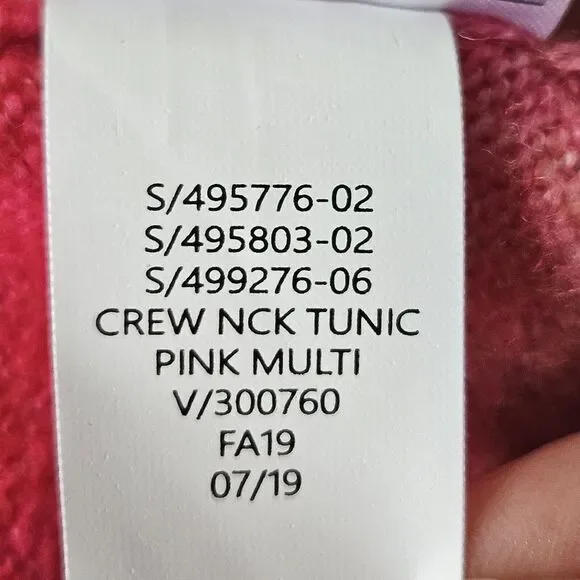 S/495776-02
S/495803-02
S/499276-06
CREW NCK TUNIC
PINK MULTI
V/300760
FA19
07/19